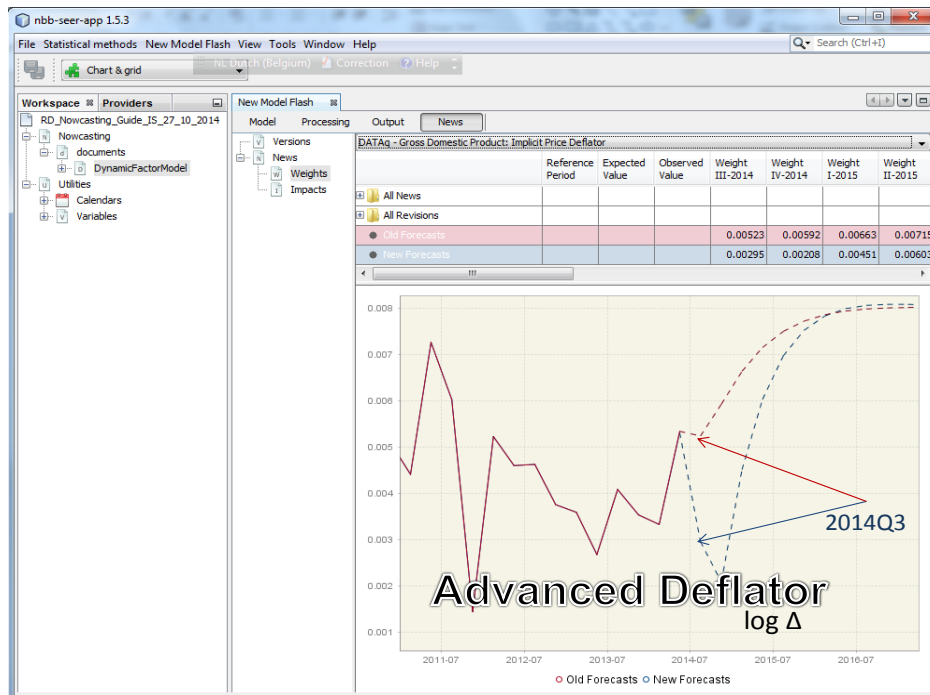 nbb-seer-app 1.5.3
File Statistical methods New Model Flash View Tools Window Help
Search (Ctrl+I)
Chart & grid
NL Dutch (Belgium) Correction Help
Workspace Providers
New Model Flash
RD_Nowcasting_Guide_IS_27_10_2014
Nowcasting
documents
DynamicFactorModel
Utilities
Calendars
Variables
Model Processing Output News
Versions
News
Weights
Impacts
DATAq - Gross Domestic Product: Implicit Price Deflator
Reference Period Expected Value Observed Value Weight III-2014 Weight IV-2014 Weight I-2015 Weight II-2015
All News
All Revisions
Old Forecasts 0.00523 0.00592 0.00663 0.00715
New Forecasts 0.00295 0.00208 0.00451 0.00603
0.008
0.007
0.006
0.005
0.004
0.003
0.002
0.001
2014Q3
Advanced Deflator
log Δ
2011-07 2012-07 2013-07 2014-07 2015-07 2016-07
Old Forecasts New Forecasts